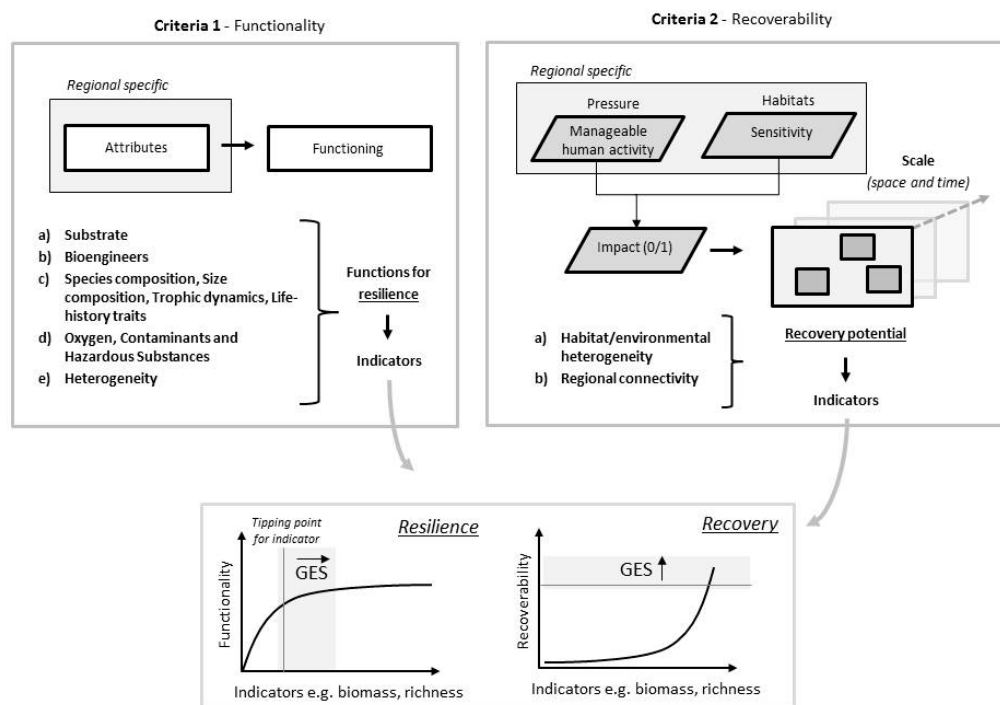 Criteria 1 - Functionality
Regional specific
Attributes
Functioning
a) Substrate
b) Bioengineers
c) Species composition, Size
composition, Trophic dynamics, Life-
history traits
d) Oxygen, Contaminants and
Hazardous Substances
e) Heterogeneity
Functions for
resilience
Indicators
Criteria 2 - Recoverability
Regional specific
Pressure
Habitats
Manageable
human activity
Sensitivity
Scale
(space and time)
Impact (0/1)
a) Habitat/environmental
heterogeneity
b) Regional connectivity
Recovery potential
Indicators
Tipping point
for indicator
Resilience
GES
Functionality
Indicators e.g. biomass, richness
Recovery
GES
Recoverability
Indicators e.g. biomass, richness